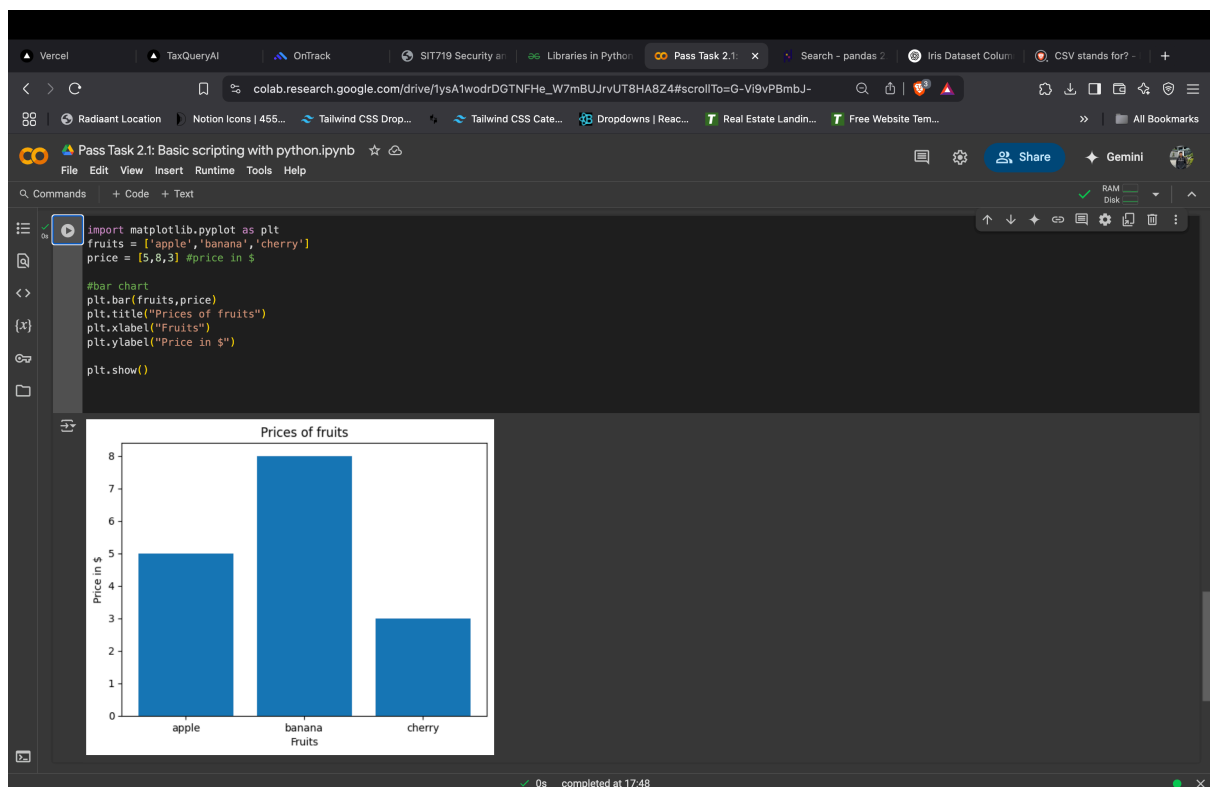 Vercel
TaxQueryAI
OnTrack
SIT719 Security an
Libraries in Python
Pass Task 2.1:
Search - pandas 2
Iris Dataset Colum
CSV stands for? -
colab.research.google.com/drive/1ysA1wodrDGTNFHe_W7mBUJrvUT8HA8Z4#scrollTo=G-Vi9vPBmbJ-
3
Radiaant Location
Notion Icons | 455...
Tailwind CSS Drop...
Tailwind CSS Cate...
Dropdowns | Reac...
Real Estate Landin...
Free Website Tem...
»
All Bookmarks
Pass Task 2.1: Basic scripting with python.ipynb
Share
Gemini
File Edit View Insert Runtime Tools Help
Commands + Code + Text
RAM
Disk
0s
import matplotlib.pyplot as plt
fruits = ['apple','banana','cherry']
price = [5,8,3] #price in $
#bar chart
plt.bar(fruits,price)
plt.title("Prices of fruits")
plt.xlabel("Fruits")
plt.ylabel("Price in $")
plt.show()
{x}
Prices of fruits
8
7
6
5
4
3
2
1
0
Price in $
apple banana cherry
Fruits
0s completed at 17:48